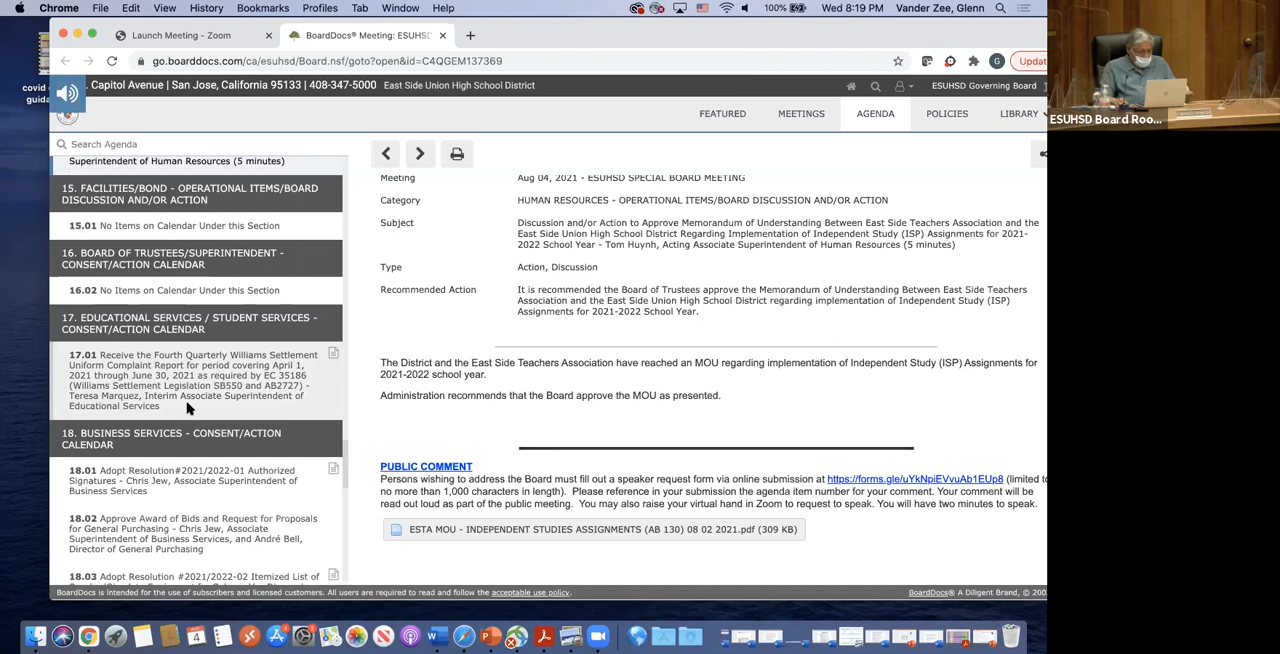 Chrome File Edit View History Bookmarks Profiles Tab Window Help 100% Wed 8:19 PM Vander Zee, Glenn
Launch Meeting - Zoom
BoardDocs® Meeting: ESUHSD
go.boarddocs.com/ca/esuhsd/Board.nsf/goto?open&id=C4QGEM137369
G
covid
guida
. Capitol Avenue | San Jose, California 95133 | 408-347-5000 East Side Union High School District
ESUHSD Governing Board
FEATURED MEETINGS AGENDA POLICIES LIBRARY
Search Agenda
Superintendent of Human Resources (5 minutes)
15. FACILITIES/BOND - OPERATIONAL ITEMS/BOARD
DISCUSSION AND/OR ACTION
15.01 No Items on Calendar Under this Section
16. BOARD OF TRUSTEES/SUPERINTENDENT -
CONSENT/ACTION CALENDAR
16.02 No Items on Calendar Under this Section
17. EDUCATIONAL SERVICES / STUDENT SERVICES -
CONSENT/ACTION CALENDAR
17.01 Receive the Fourth Quarterly Williams Settlement
Uniform Complaint Report for period covering April 1,
2021 through June 30, 2021 as required by EC 35186
(Williams Settlement Legislation SB550 and AB2727) -
Teresa Marquez, Interim Associate Superintendent of
Educational Services
18. BUSINESS SERVICES - CONSENT/ACTION
CALENDAR
18.01 Adopt Resolution#2021/2022-01 Authorized
Signatures - Chris Jew, Associate Superintendent of
Business Services
18.02 Approve Award of Bids and Request for Proposals
for General Purchasing - Chris Jew, Associate
Superintendent of Business Services, and André Bell,
Director of General Purchasing
18.03 Adopt Resolution #2021/2022-02 Itemized List of
Meeting Aug 04, 2021 - ESUHSD SPECIAL BOARD MEETING
Category HUMAN RESOURCES - OPERATIONAL ITEMS/BOARD DISCUSSION AND/OR ACTION
Subject Discussion and/or Action to Approve Memorandum of Understanding Between East Side Teachers Association and the
East Side Union High School District Regarding Implementation of Independent Study (ISP) Assignments for 2021-
2022 School Year - Tom Huynh, Acting Associate Superintendent of Human Resources (5 minutes)
Type Action, Discussion
Recommended Action It is recommended the Board of Trustees approve the Memorandum of Understanding Between East Side Teachers
Association and the East Side Union High School District regarding implementation of Independent Study (ISP)
Assignments for 2021-2022 School Year.
The District and the East Side Teachers Association have reached an MOU regarding implementation of Independent Study (ISP) Assignments for
2021-2022 school year.
Administration recommends that the Board approve the MOU as presented.
PUBLIC COMMENT
Persons wishing to address the Board must fill out a speaker request form via online submission at https://forms.gle/uYkNpiEVvuAb1EUp8 (limited to
no more than 1,000 characters in length). Please reference in your submission the agenda item number for your comment. Your comment will be
read out loud as part of the public meeting. You may also raise your virtual hand in Zoom to request to speak. You will have two minutes to speak.
ESTA MOU - INDEPENDENT STUDIES ASSIGNMENTS (AB 130) 08 02 2021.pdf (309 KB)
BoardDocs is intended for the use of subscribers and licensed customers. All users are required to read and follow the acceptable use policy.
BoardDocs® A Diligent Brand, © 200
ESUHSD Board Roo...